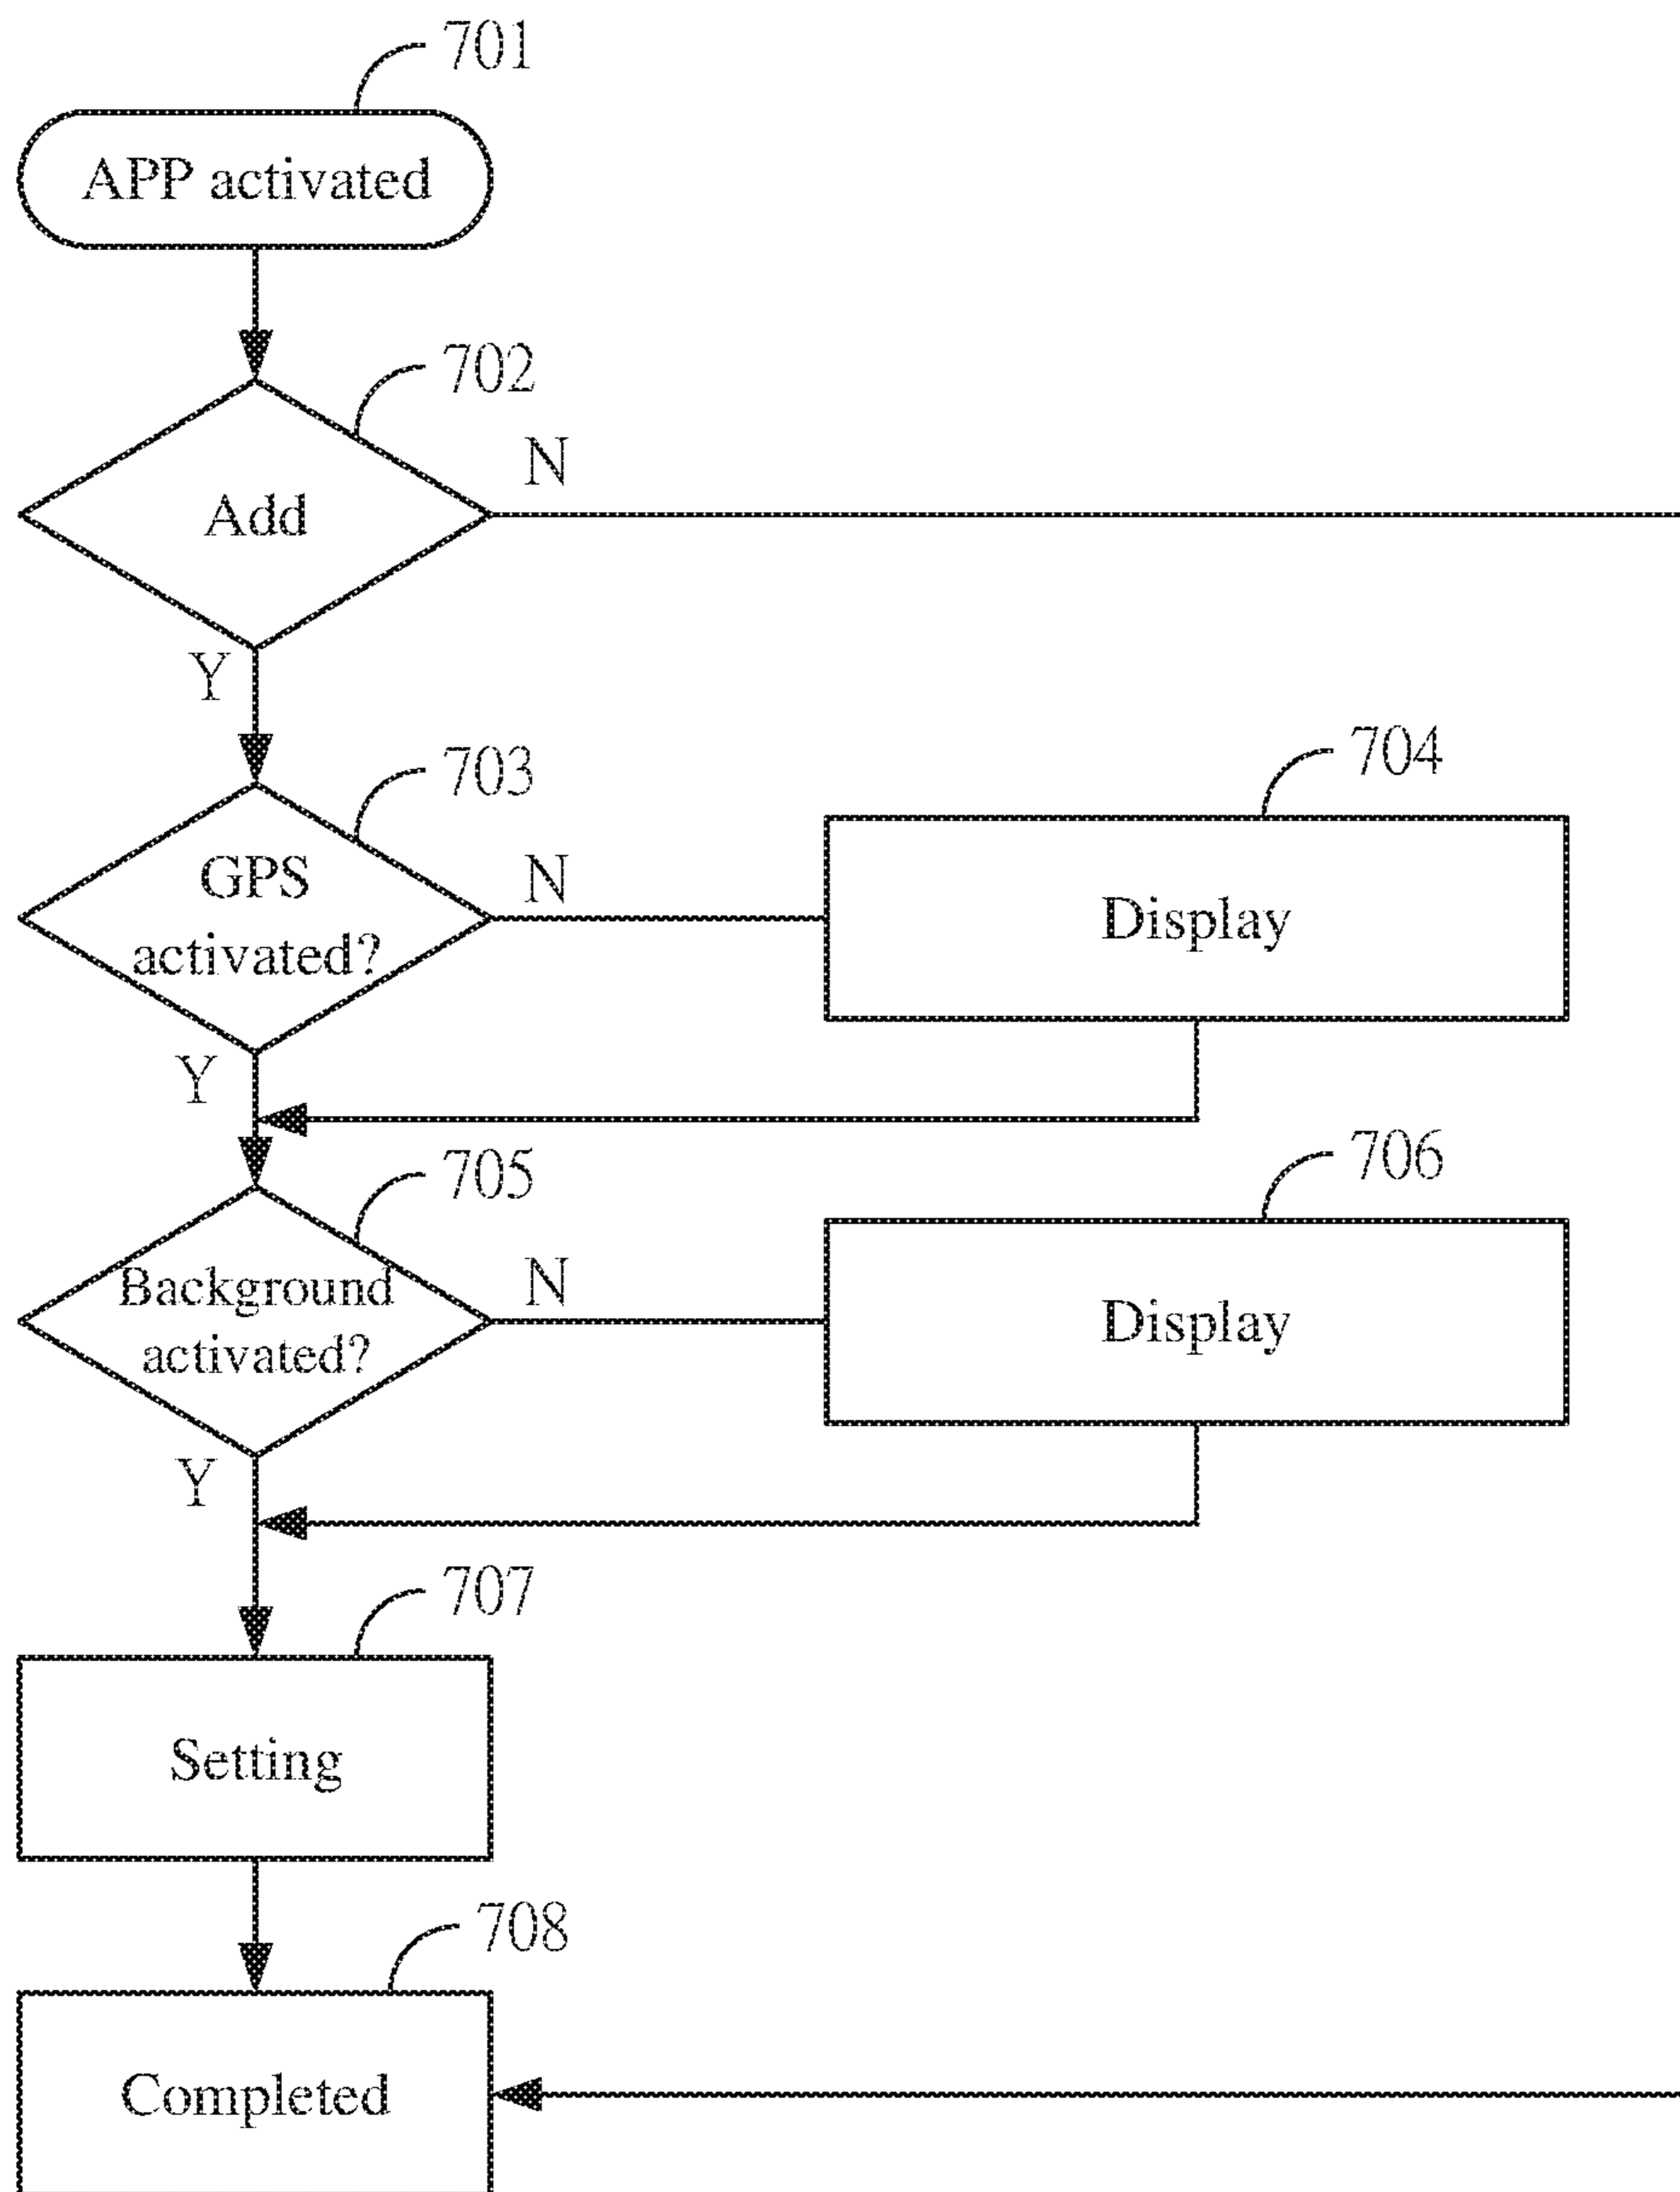 701
APP activated
702
N
Add
Y
703
704
GPS
activated?
N
Display
Y
705
706
Background
activated?
N
Display
Y
707
Setting
708
Completed